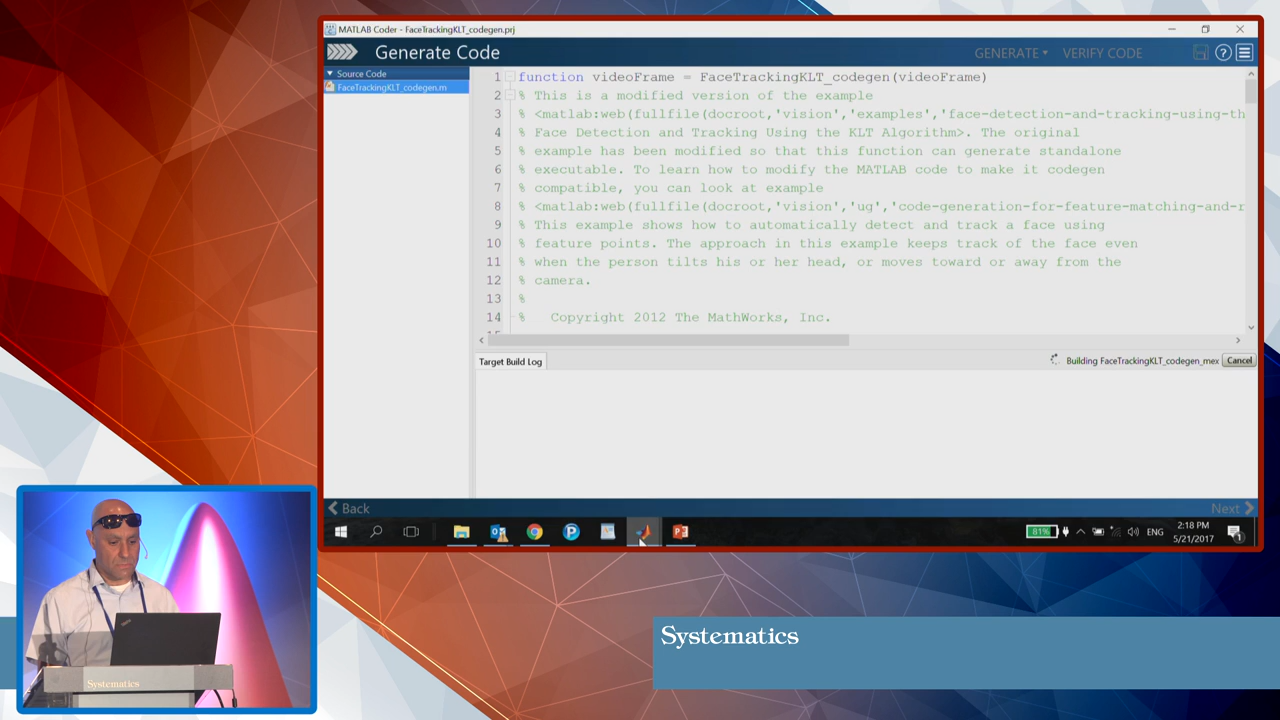 MATLAB Coder - FaceTrackingKLT_codegen.prj
Generate Code
GENERATE
VERIFY CODE
Source Code
FaceTrackingKLT_codegen.m
1 function videoFrame = FaceTrackingKLT_codegen(videoFrame)
2 % This is a modified version of the example
3 % <matlab:web(fullfile(docroot,'vision','examples','face-detection-and-tracking-using-th
4 % Face Detection and Tracking Using the KLT Algorithm>. The original
5 % example has been modified so that this function can generate standalone
6 % executable. To learn how to modify the MATLAB code to make it codegen
7 % compatible, you can look at example
8 % <matlab:web(fullfile(docroot,'vision','ug','code-generation-for-feature-matching-and-r
9 % This example shows how to automatically detect and track a face using
10 % feature points. The approach in this example keeps track of the face even
11 % when the person tilts his or her head, or moves toward or away from the
12 % camera.
13 %
14 % Copyright 2012 The MathWorks, Inc.
Target Build Log
Building FaceTrackingKLT_codegen_mex
Cancel
Back
Next
81%
ENG
2:18 PM
5/21/2017
1
Systematics
Systematics